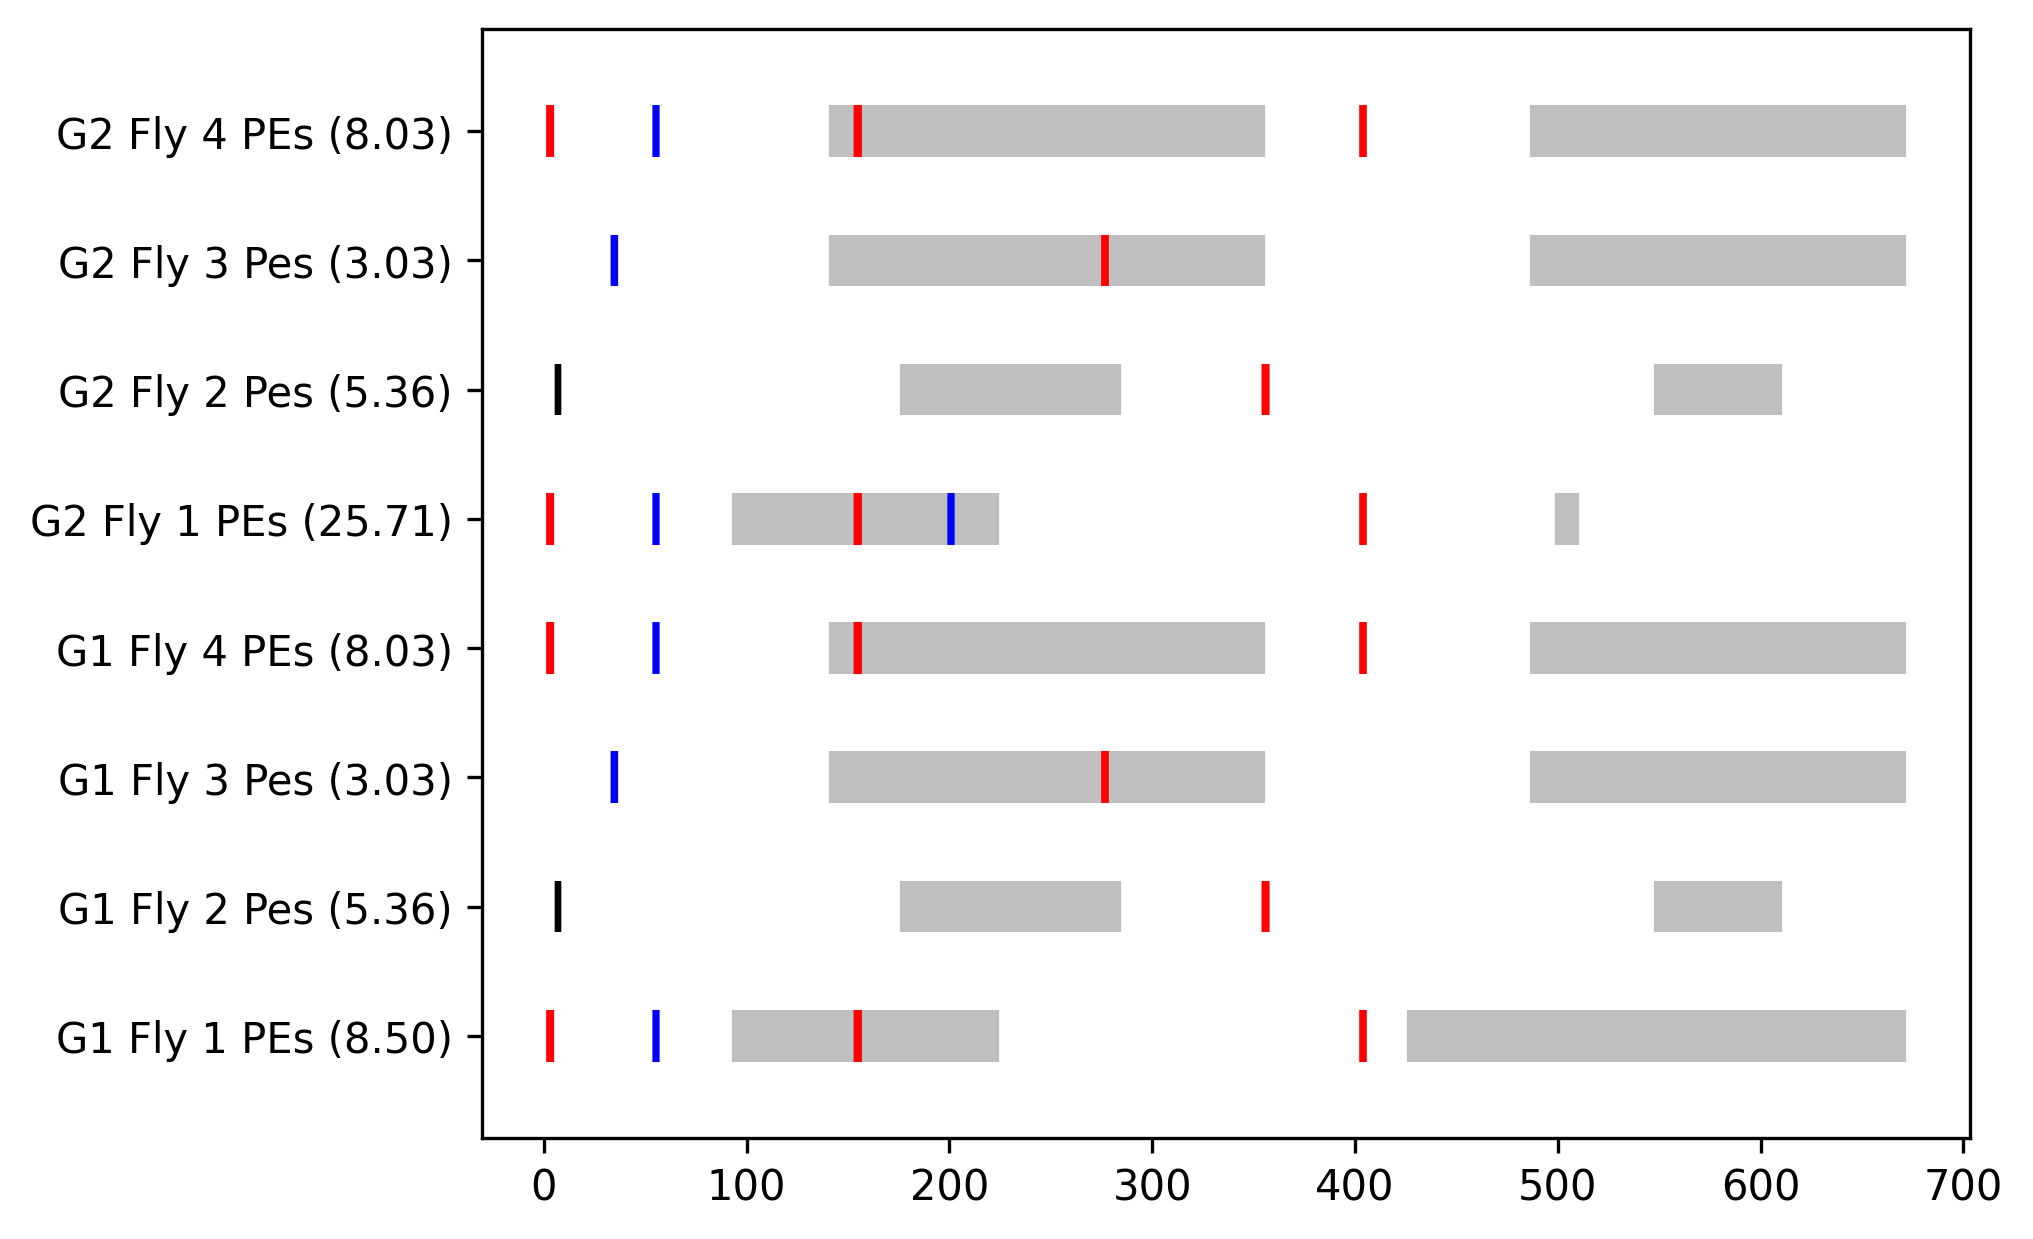 G2 Fly 4 PEs (8.03)
G2 Fly 3 Pes (3.03)
G2 Fly 2 Pes (5.36)
G2 Fly 1 PEs (25.71)
G1 Fly 4 PEs (8.03)
G1 Fly 3 Pes (3.03)
G1 Fly 2 Pes (5.36)
G1 Fly 1 PEs (8.50)
0 100 200 300 400 500 600 700